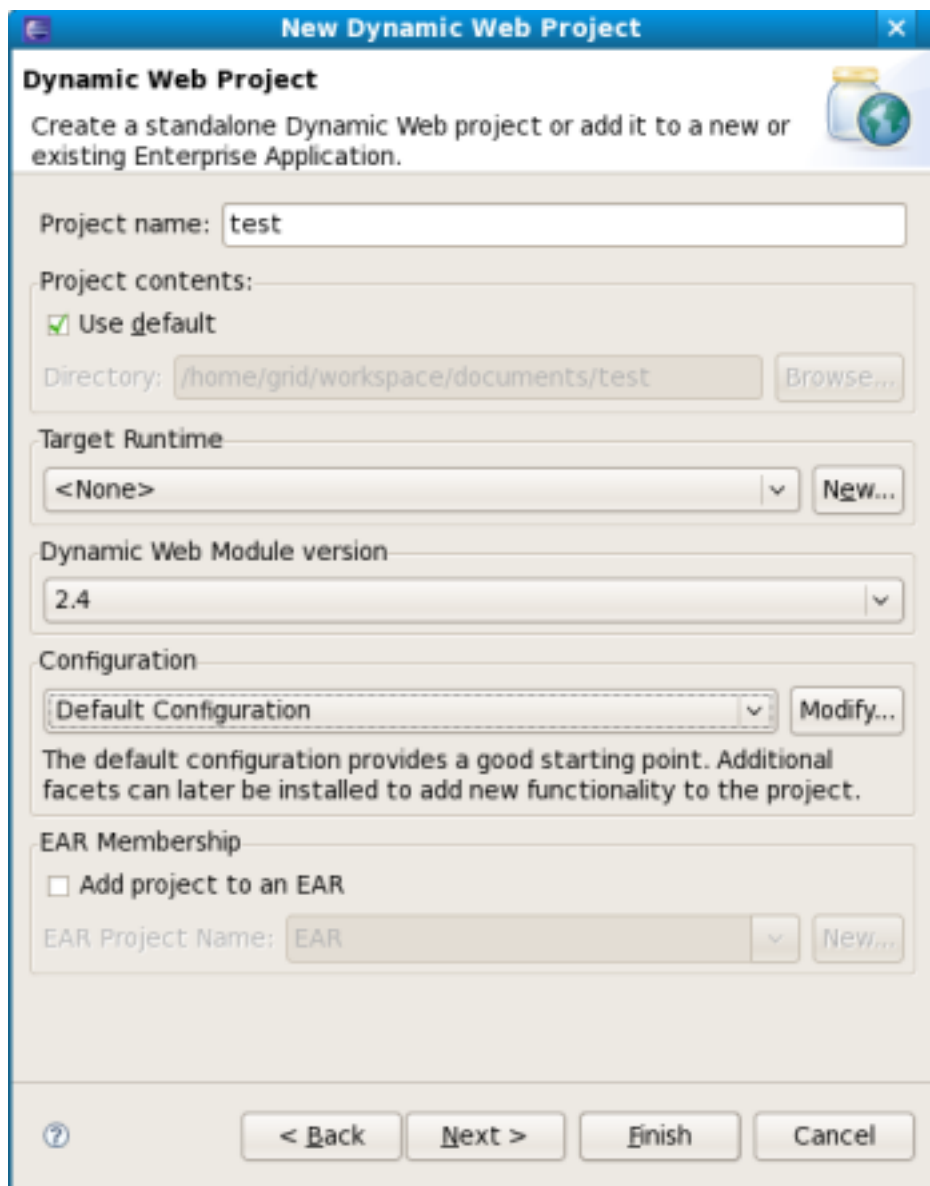 New Dynamic Web Project
Dynamic Web Project
Create a standalone Dynamic Web project or add it to a new or
existing Enterprise Application.
Project name: test
Project contents:
Use default
Directory: /home/grid/workspace/documents/test Browse...
Target Runtime
<None> New...
Dynamic Web Module version
2.4
Configuration
Default Configuration Modify...
The default configuration provides a good starting point. Additional
facets can later be installed to add new functionality to the project.
EAR Membership
Add project to an EAR
EAR Project Name: EAR New...
< Back Next > Finish Cancel